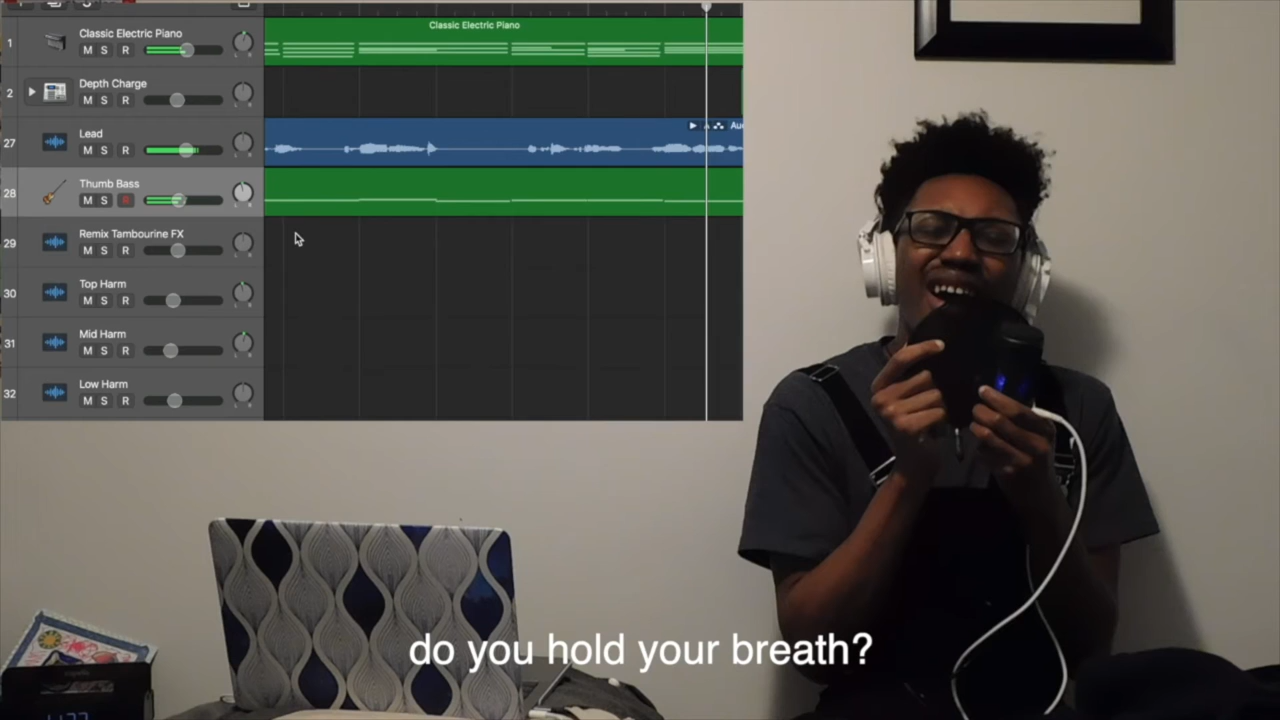 Classic Electric Piano
1
Classic Electric Piano
M S R
L R
2
Depth Charge
M S R
L R
27
Lead
M S R
L R
Au
28
Thumb Bass
M S R
L R
29
Remix Tambourine FX
M S R
L R
30
Top Harm
M S R
L R
31
Mid Harm
M S R
L R
32
Low Harm
M S R
L R
do you hold your breath?